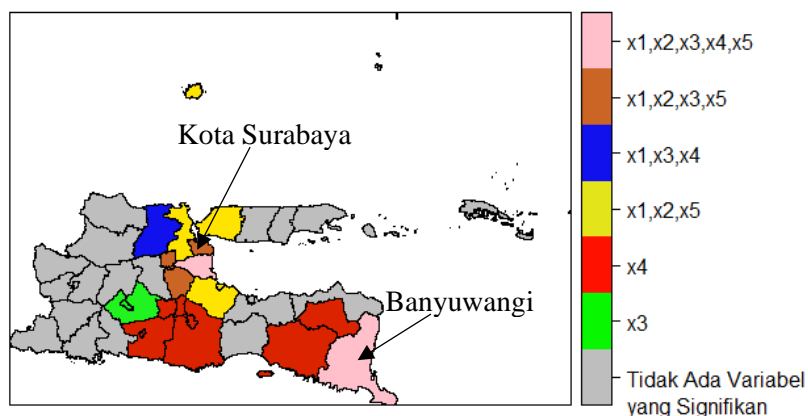 Kota Surabaya
Banyuwangi
x1,x2,x3,x4,x5
x1,x2,x3,x5
x1,x3,x4
x1,x2,x5
x4
x3
Tidak Ada Variabel
yang Signifikan